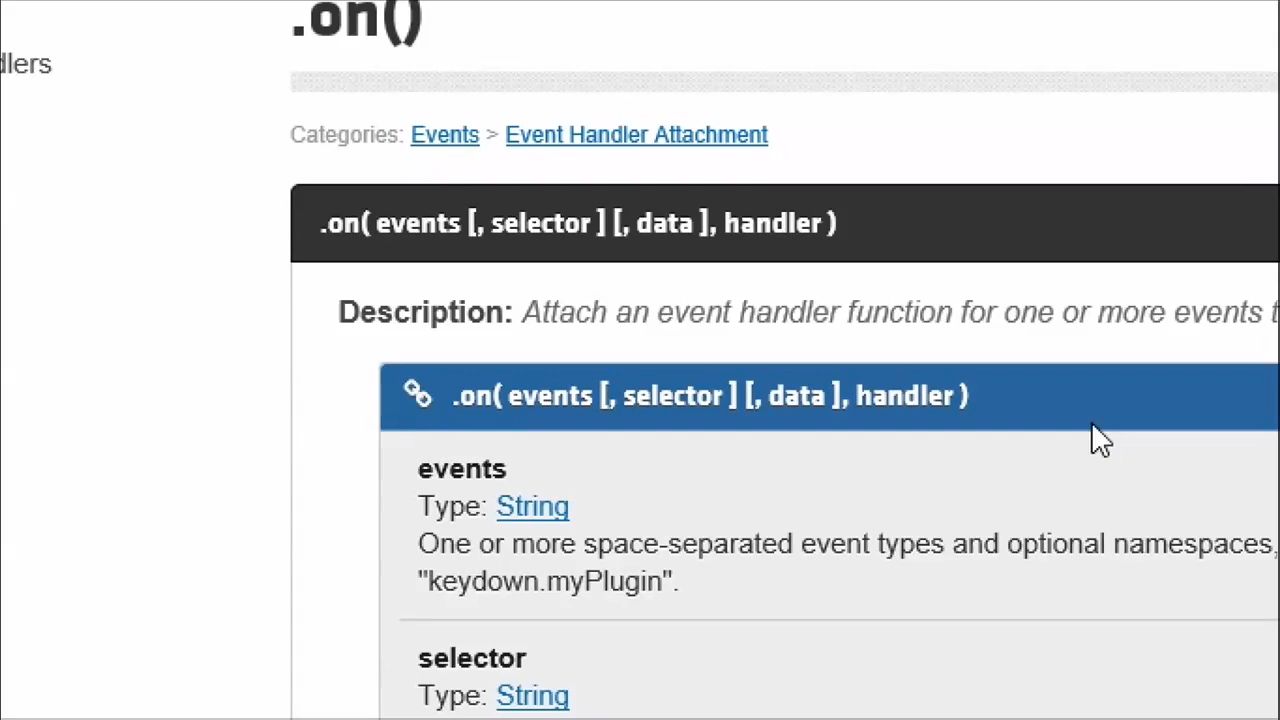 .on()
dlers
Categories: Events > Event Handler Attachment
.on( events [, selector ] [, data ], handler )
Description: Attach an event handler function for one or more events t
.on( events [, selector ] [, data ], handler )
events
Type: String
One or more space-separated event types and optional namespaces,
"keydown.myPlugin".
selector
Type: String